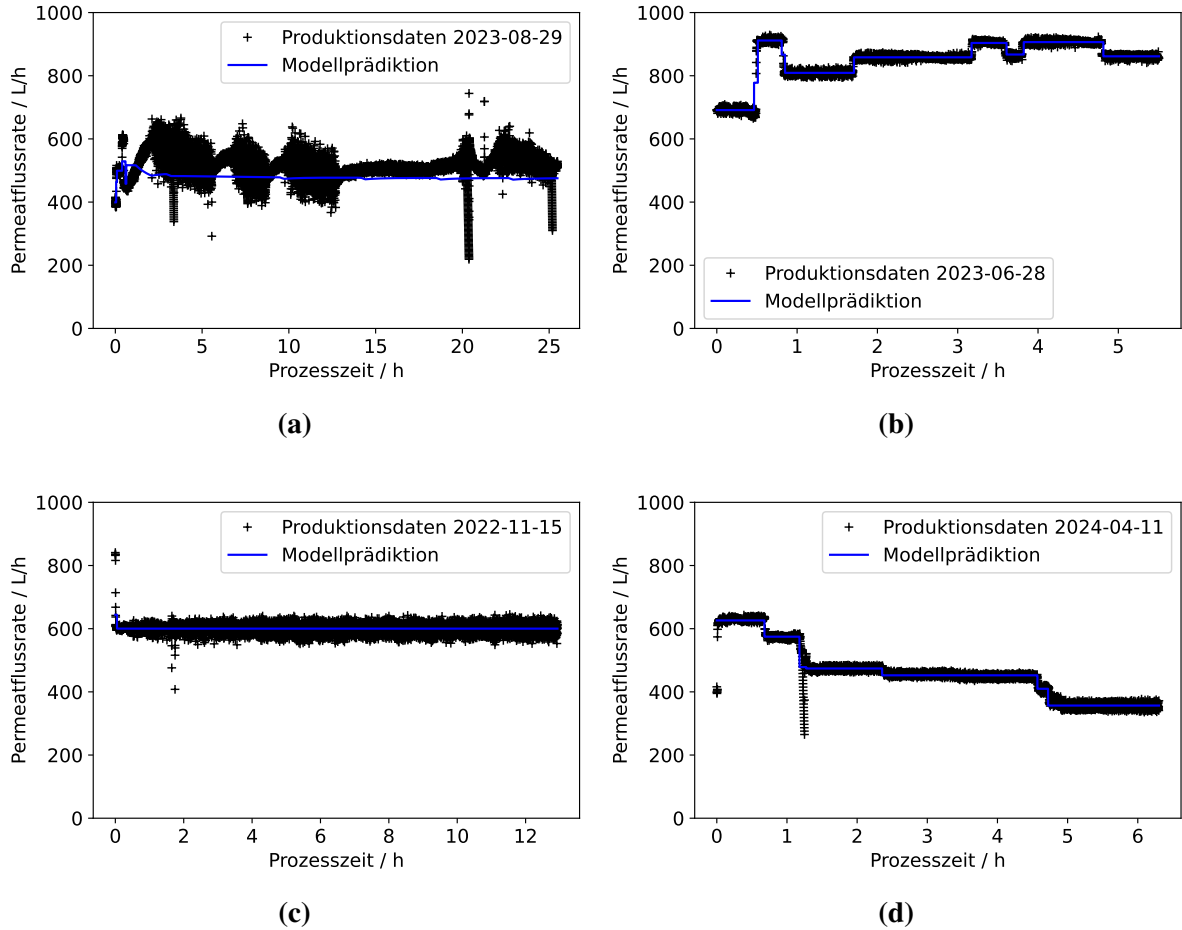 1000
800
600
400
200
0
Permeatflussrate / L/h
Produktionsdaten 2023-08-29
Modellprädiktion
0 5 10 15 20 25
Prozesszeit / h
(a)
1000
800
600
400
200
0
Permeatflussrate / L/h
Produktionsdaten 2023-06-28
Modellprädiktion
0 1 2 3 4 5
Prozesszeit / h
(b)
1000
800
600
400
200
0
Permeatflussrate / L/h
Produktionsdaten 2022-11-15
Modellprädiktion
0 2 4 6 8 10 12
Prozesszeit / h
(c)
1000
800
600
400
200
0
Permeatflussrate / L/h
Produktionsdaten 2024-04-11
Modellprädiktion
0 1 2 3 4 5 6
Prozesszeit / h
(d)